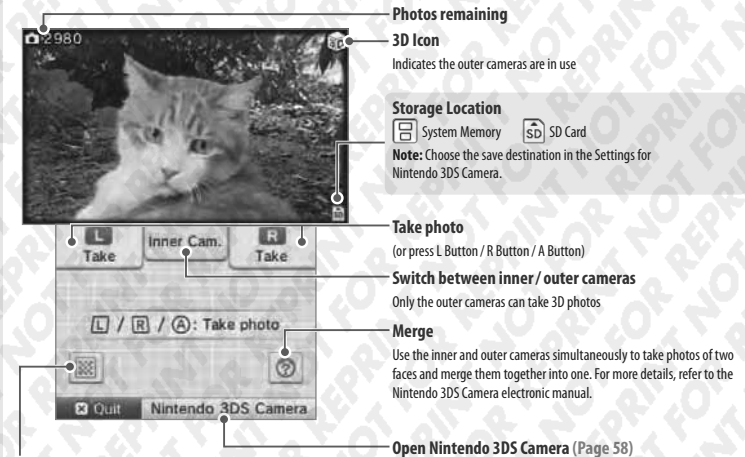 Photos remaining
2980
3D
3D Icon
Indicates the outer cameras are in use
Storage Location
System Memory SD SD Card
Note: Choose the save destination in the Settings for
Nintendo 3DS Camera.
L
Take
Inner Cam.
R
Take
Take photo
(or press L Button / R Button / A Button)
Switch between inner / outer cameras
Only the outer cameras can take 3D photos
L / R / A: Take photo
Merge
Use the inner and outer cameras simultaneously to take photos of two
faces and merge them together into one. For more details, refer to the
Nintendo 3DS Camera electronic manual.
?
X Quit
Nintendo 3DS Camera
Open Nintendo 3DS Camera (Page 58)
NOT FOR REPRINT